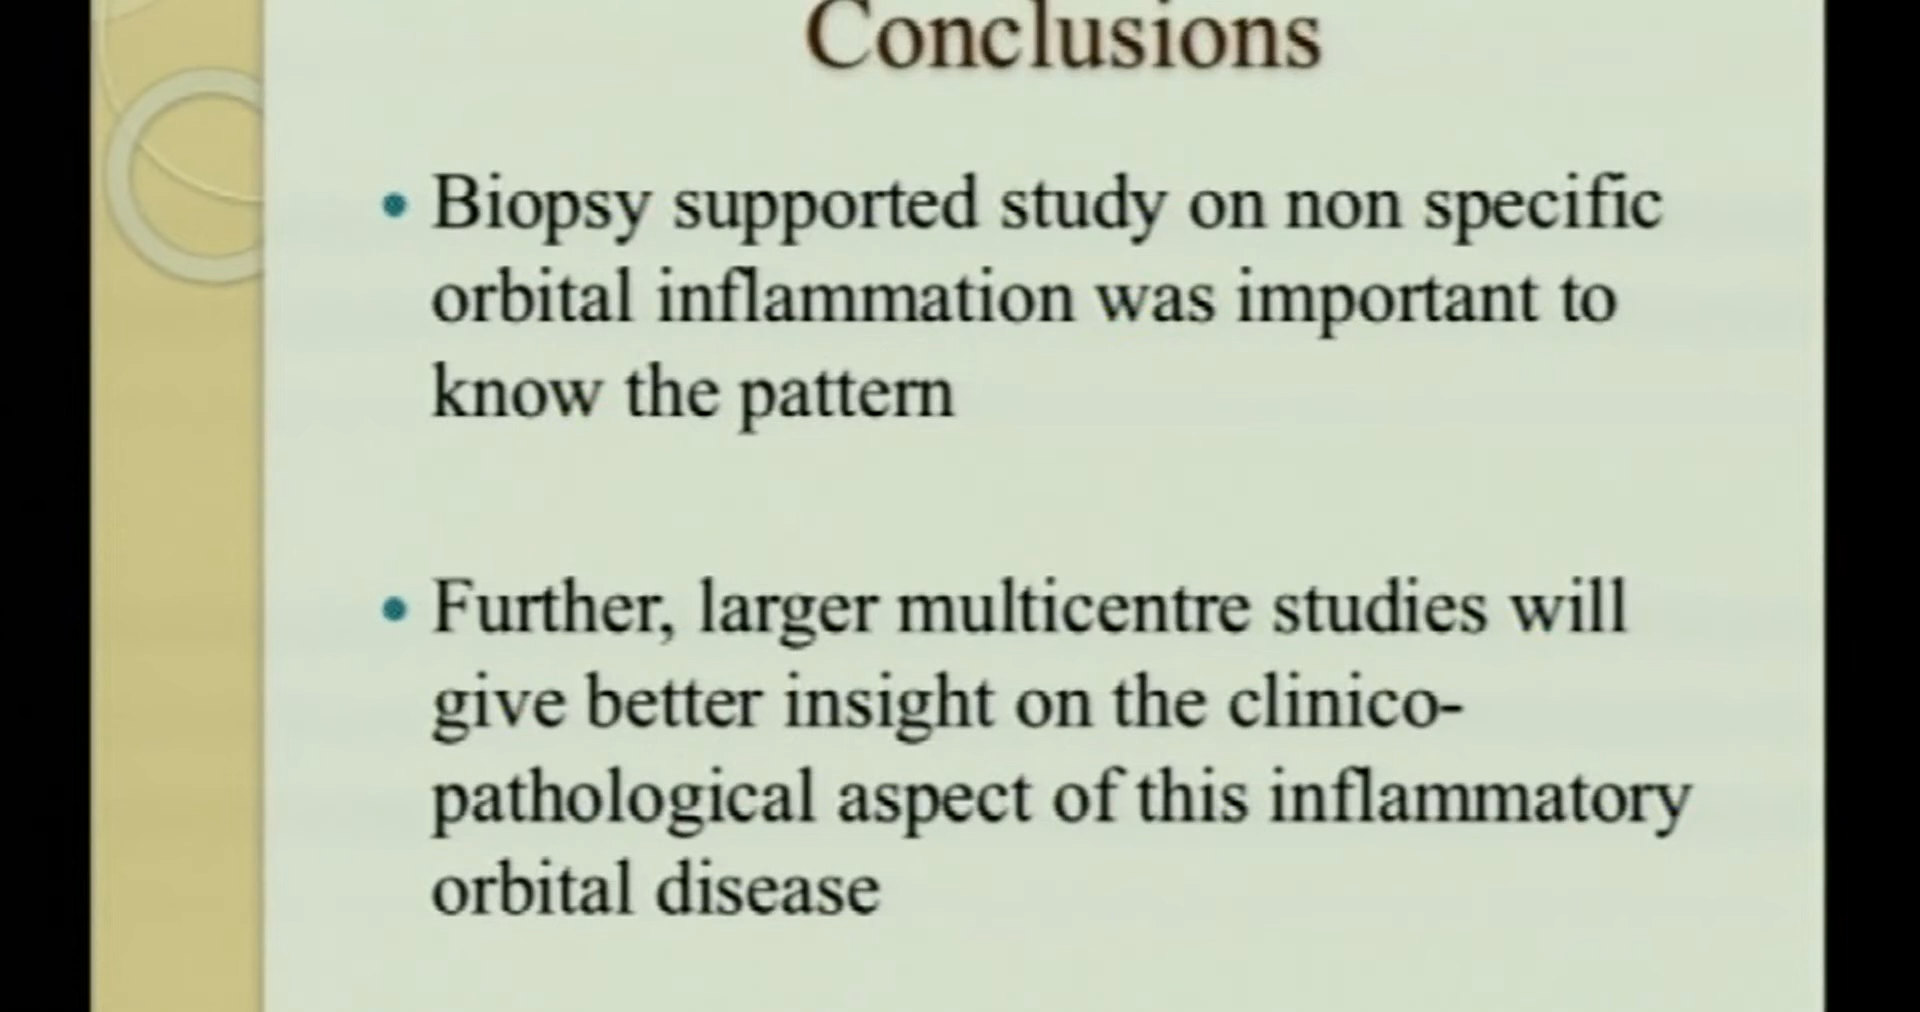 Conclusions
• Biopsy supported study on non specific
orbital inflammation was important to
know the pattern
• Further, larger multicentre studies will
give better insight on the clinico-
pathological aspect of this inflammatory
orbital disease